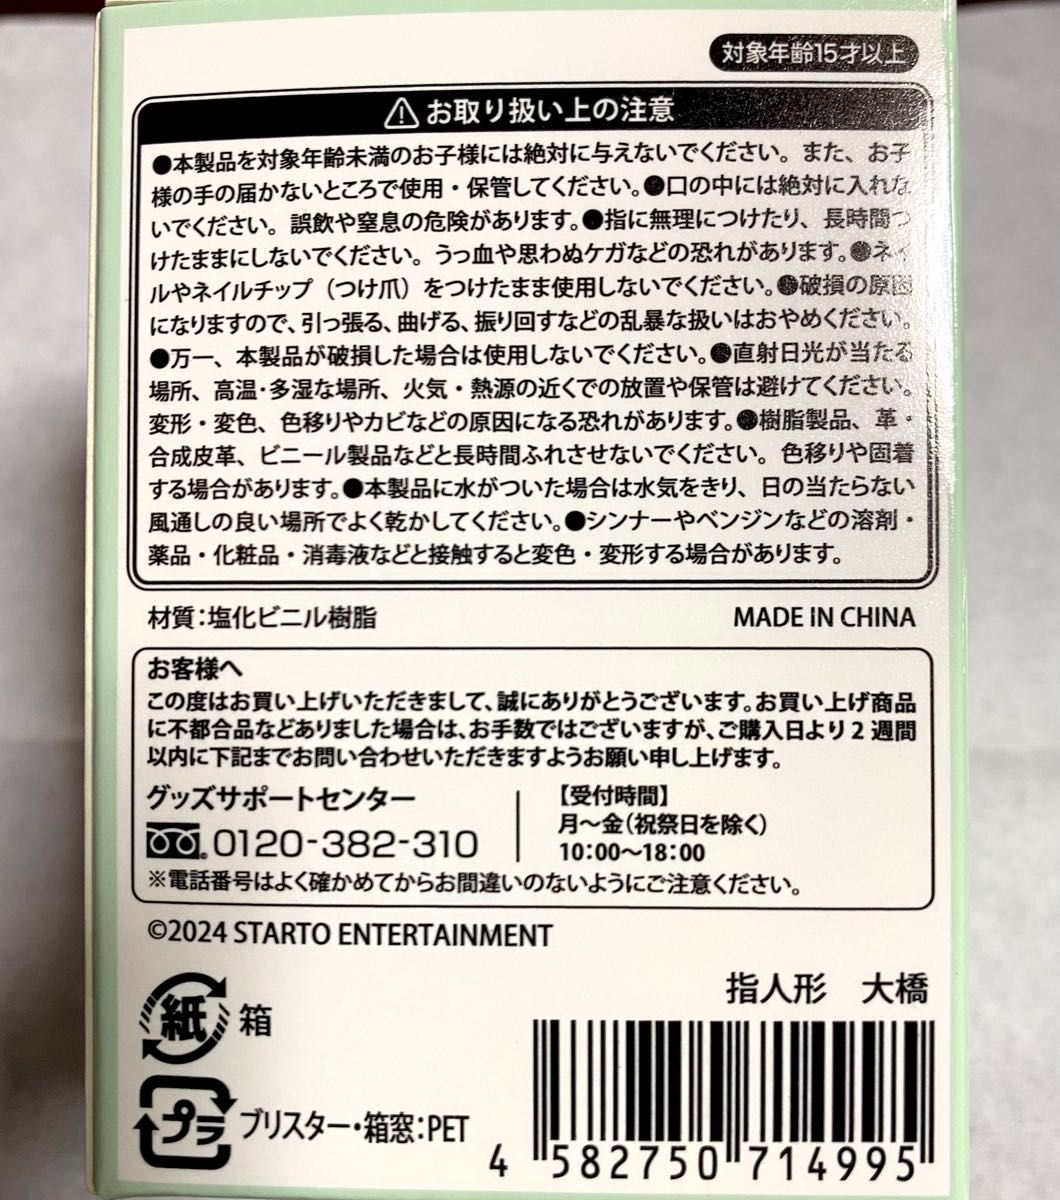 対象年齢15才以上
⚠お取り扱い上の注意
●本製品を対象年齢未満のお子様には絶対に与えないでください。また、お子
様の手の届かないところで使用・保管してください。●口の中には絶対に入れな
いでください。誤飲や窒息の危険があります。●指に無理につけたり、長時間つ
けたままにしないでください。うっ血や思わぬケガなどの恐れがあります。●ネイ
ルやネイルチップ（つけ爪）をつけたまま使用しないでください。●破損の原因
になりますので、引っ張る、曲げる、振り回すなどの乱暴な扱いはおやめください。
●万一、本製品が破損した場合は使用しないでください。●直射日光が当たる
場所、高温・多湿な場所、火気・熱源の近くでの放置や保管は避けてください。
変形・変色、色移りやカビなどの原因になる恐れがあります。●樹脂製品、革・
合成皮革、ビニール製品などと長時間ふれさせないでください。色移りや固着
する場合があります。●本製品に水がついた場合は水気をきり、日の当たらない
風通しの良い場所でよく乾かしてください。●シンナーやベンジンなどの溶剤・
薬品・化粧品・消毒液などと接触すると変色・変形する場合があります。
材質：塩化ビニル樹脂 MADE IN CHINA
お客様へ
この度はお買い上げいただきまして、誠にありがとうございます。お買い上げ商品
に不都合品などありました場合は、お手数ではございますが、ご購入日より2週間
以内に下記までお問い合わせいただきますようお願い申し上げます。
グッズサポートセンター
0120-382-310
【受付時間】
月～金（祝祭日を除く）
10:00～18:00
※電話番号はよく確かめてからお間違いのないようにご注意ください。
©2024 STARTO ENTERTAINMENT
紙 箱
プラ ブリスター・箱窓：PET
指人形 大橋
4 582750 714995